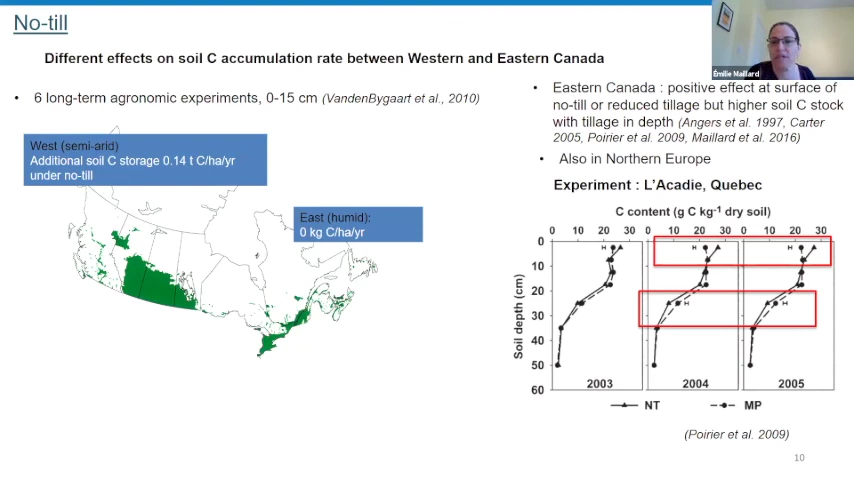 No-till
Émilie Maillard
Different effects on soil C accumulation rate between Western and Eastern Canada
• 6 long-term agronomic experiments, 0-15 cm (VandenBygaart et al., 2010)
West (semi-arid)
Additional soil C storage 0.14 t C/ha/yr
under no-till
East (humid):
0 kg C/ha/yr
• Eastern Canada : positive effect at surface of
no-till or reduced tillage but higher soil C stock
with tillage in depth (Angers et al. 1997, Carter
2005, Poirier et al. 2009, Maillard et al. 2016)
• Also in Northern Europe
Experiment : L'Acadie, Quebec
C content (g C kg-1 dry soil)
0 10 20 30 0 10 20 30 0 10 20 30
Soil depth (cm)
0
10
20
30
40
50
60
2003 2004 2005
NT MP
(Poirier et al. 2009)
10